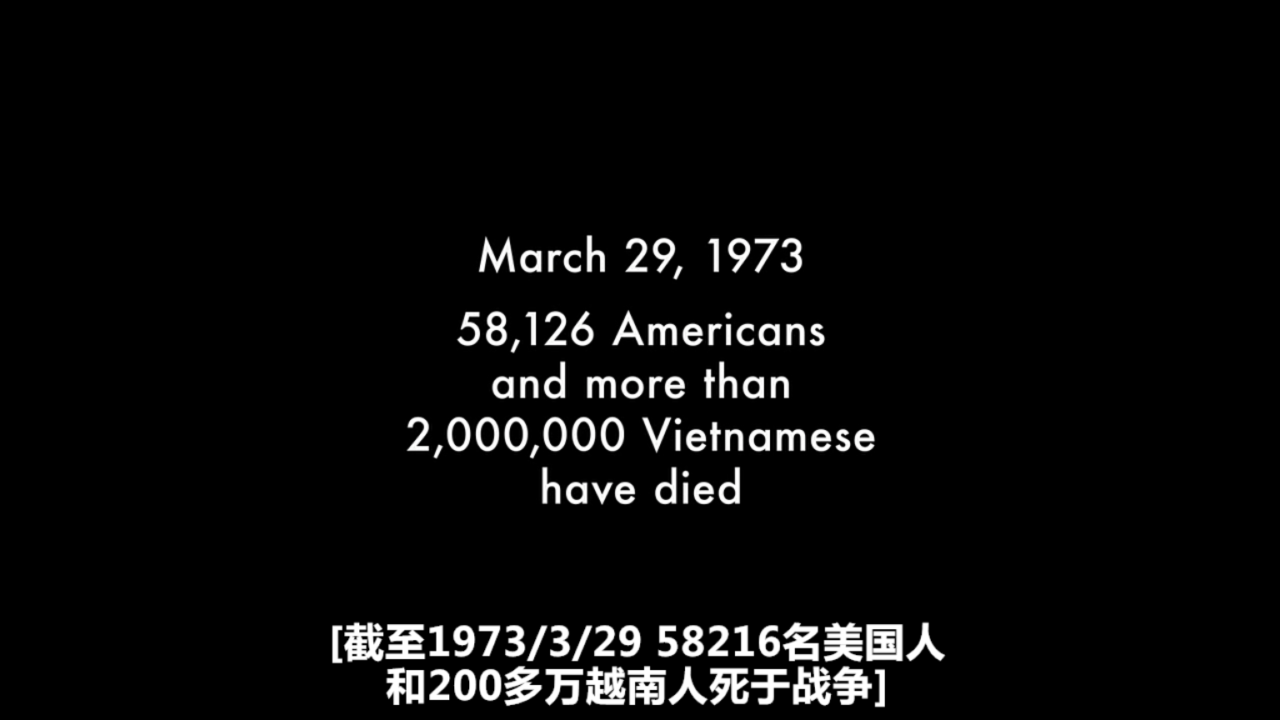 March 29, 1973
58,126 Americans
and more than
2,000,000 Vietnamese
have died
[截至1973/3/29 58216名美国人
和200多万越南人死于战争]